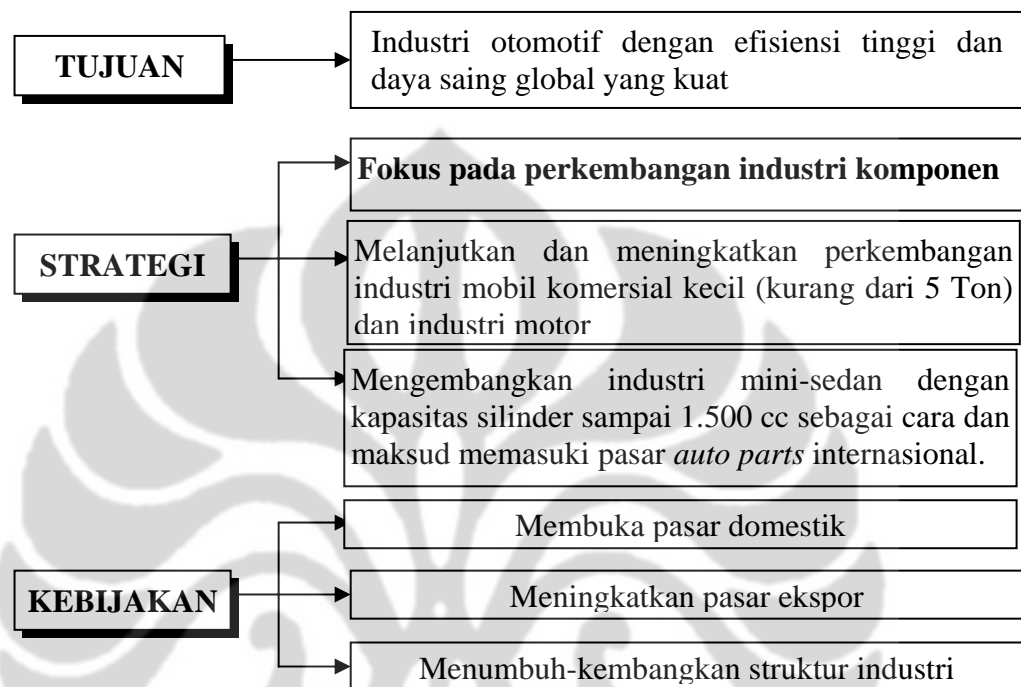 TUJUAN
Industri otomotif dengan efisiensi tinggi dan
daya saing global yang kuat
STRATEGI
Fokus pada perkembangan industri komponen
Melanjutkan dan meningkatkan perkembangan
industri mobil komersial kecil (kurang dari 5 Ton)
dan industri motor
Mengembangkan industri mini-sedan dengan
kapasitas silinder sampai 1.500 cc sebagai cara dan
maksud memasuki pasar auto parts internasional.
KEBIJAKAN
Membuka pasar domestik
Meningkatkan pasar ekspor
Menumbuh-kembangkan struktur industri